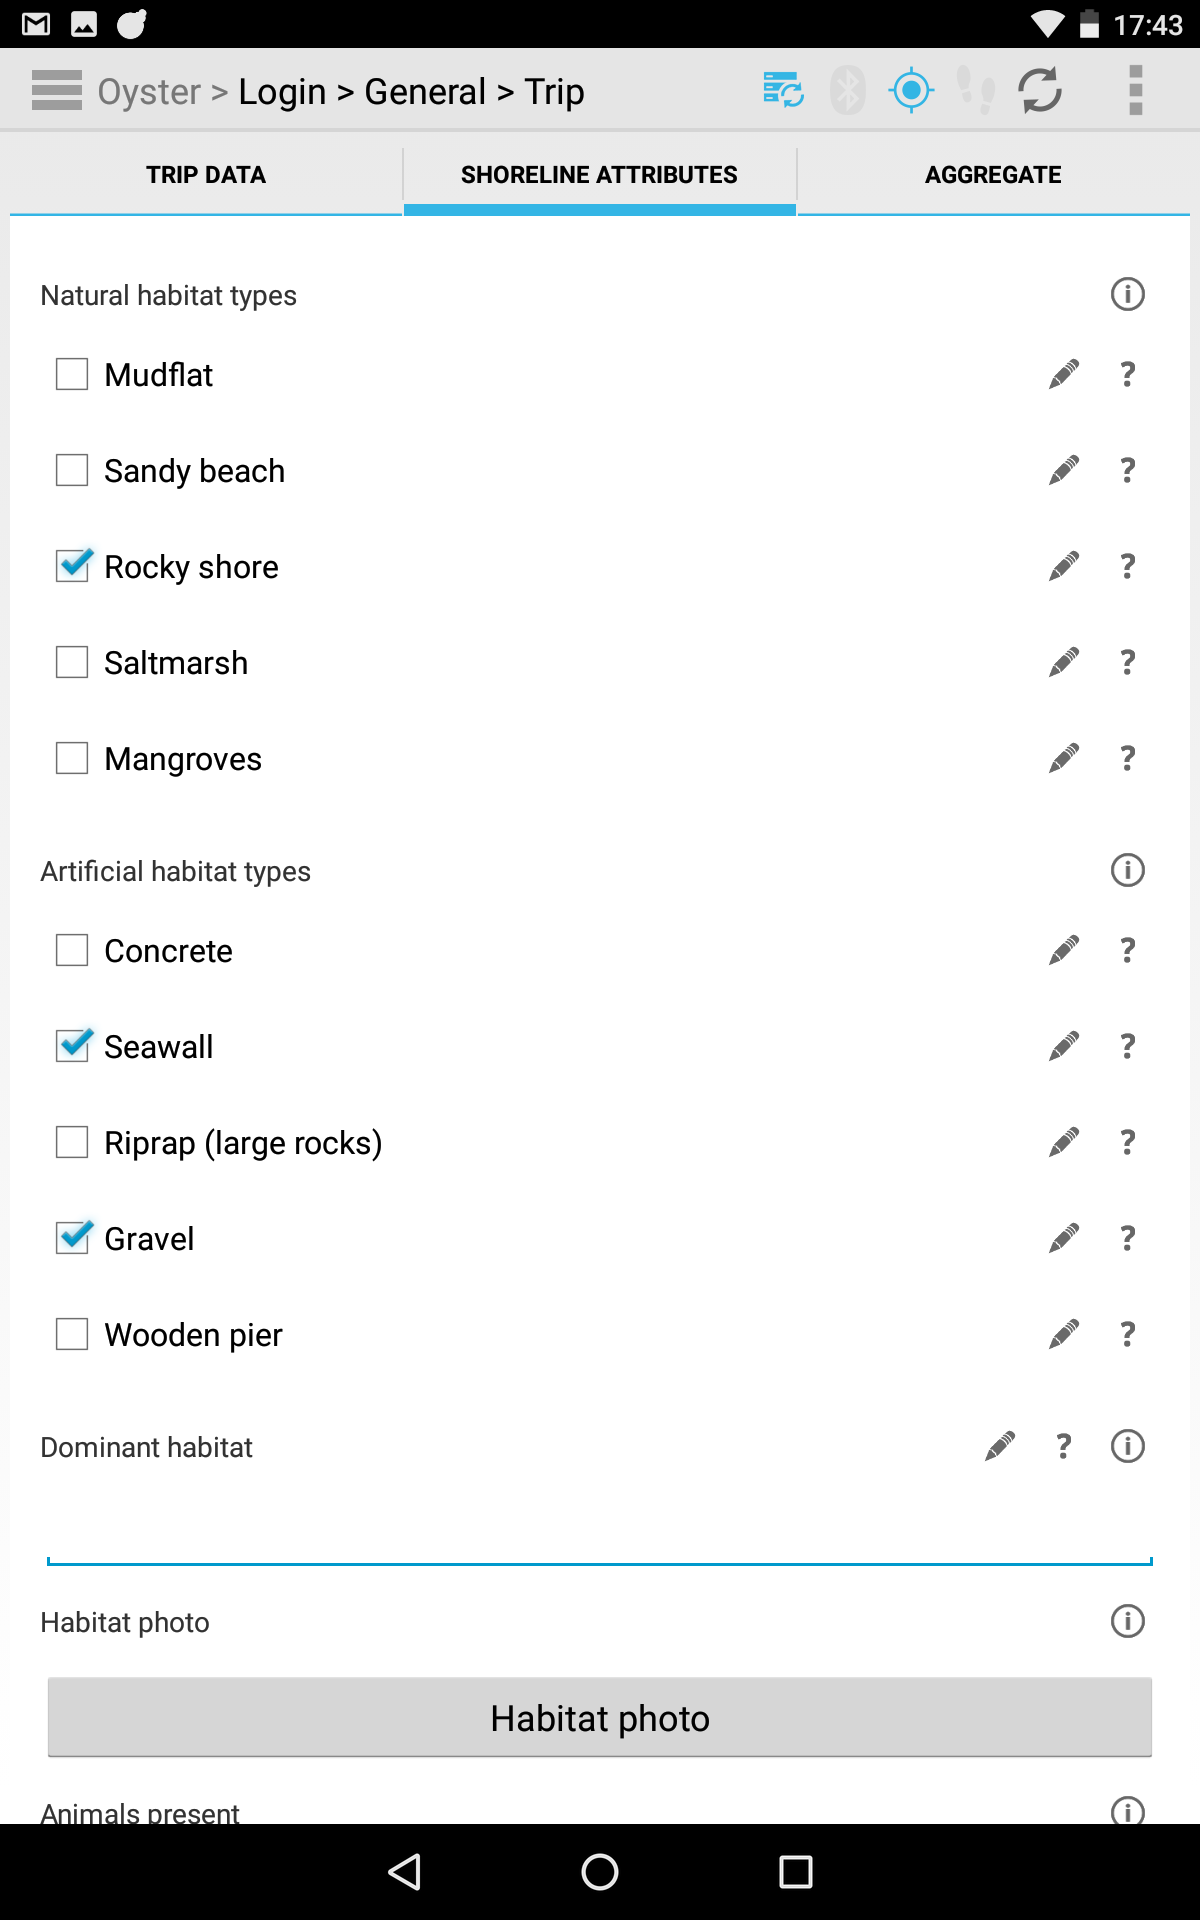 17:43
Oyster > Login > General > Trip
TRIP DATA
SHORELINE ATTRIBUTES
AGGREGATE
Natural habitat types
Mudflat ?
Sandy beach ?
Rocky shore ?
Saltmarsh ?
Mangroves ?
Artificial habitat types
Concrete ?
Seawall ?
Riprap (large rocks) ?
Gravel ?
Wooden pier ?
Dominant habitat ?
Habitat photo
Habitat photo
Animals present